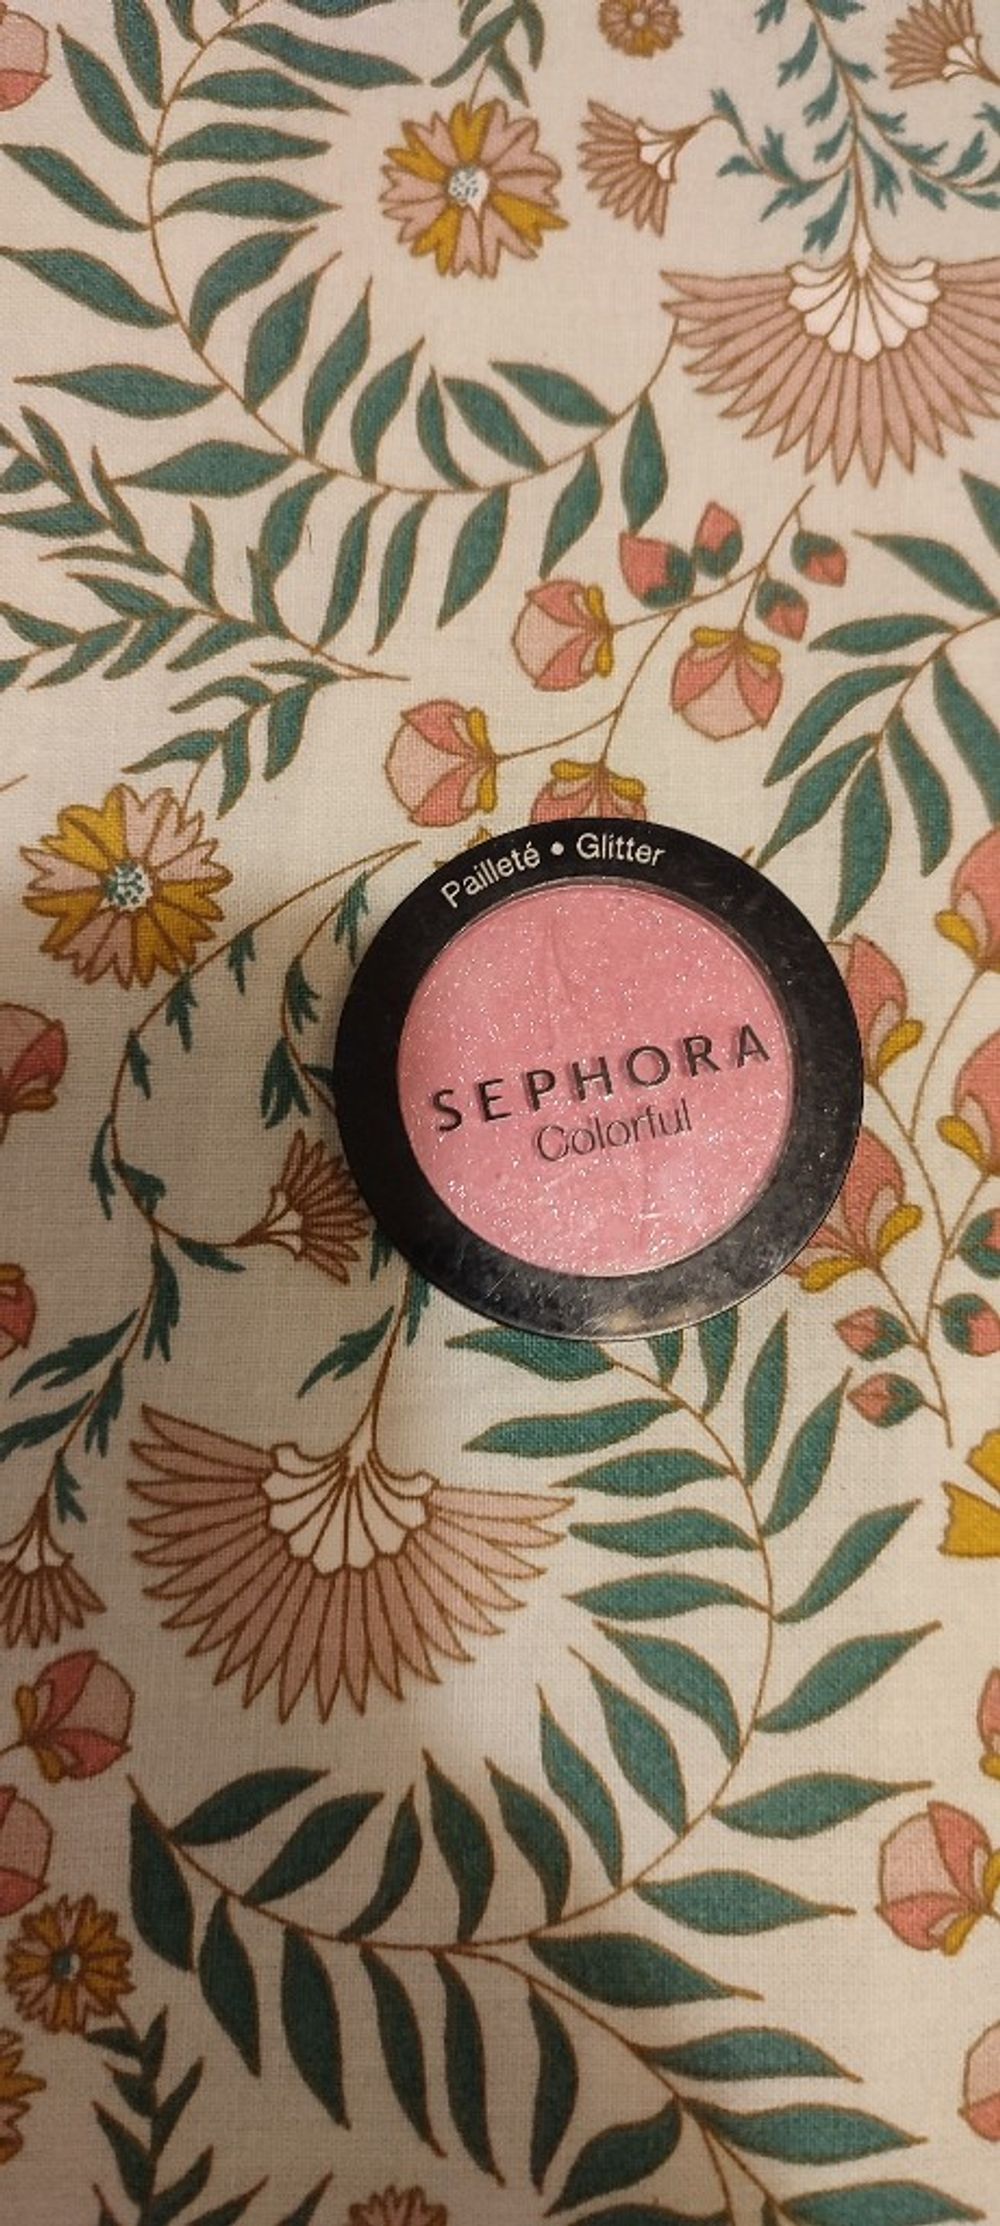 Pailleté • Glitter
SEPHORA
Colorful